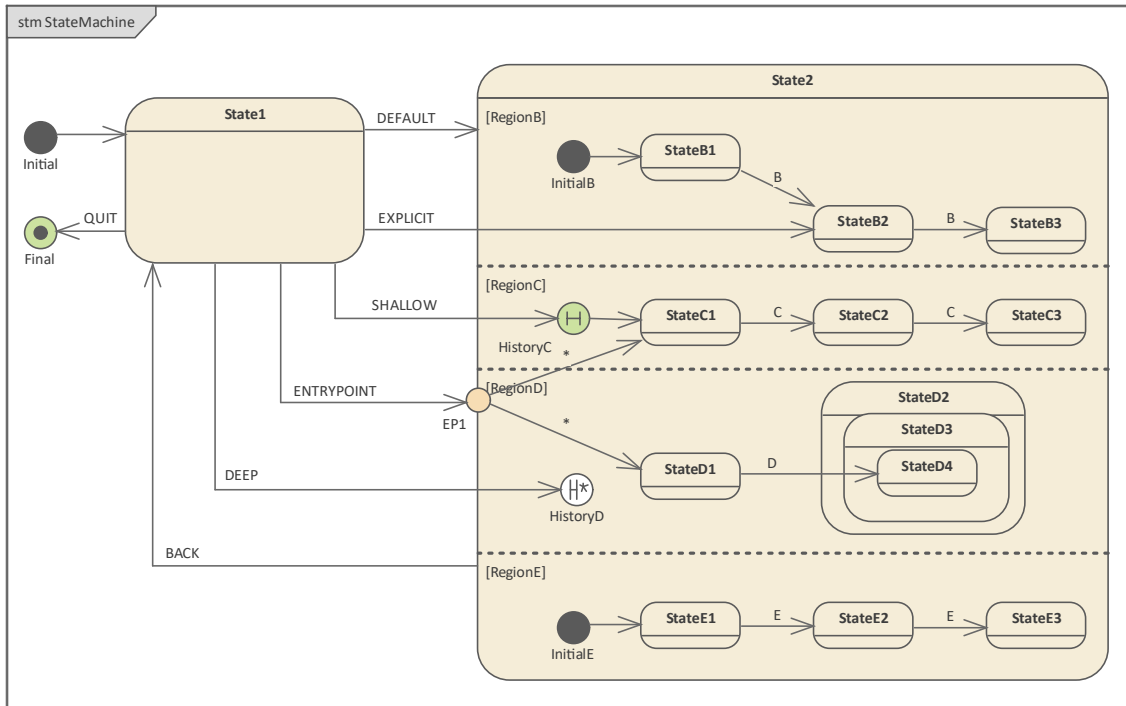 stm StateMachine
State2
State1
DEFAULT
[RegionB]
StateB1
Initial
InitialB
B
QUIT
EXPLICIT
StateB2
B
StateB3
Final
[RegionC]
SHALLOW
H
StateC1
C
StateC2
C
StateC3
HistoryC
*
ENTRYPOINT
[RegionD]
EP1
*
StateD2
StateD3
StateD1
D
StateD4
DEEP
H*
HistoryD
BACK
[RegionE]
StateE1
E
StateE2
E
StateE3
InitialE